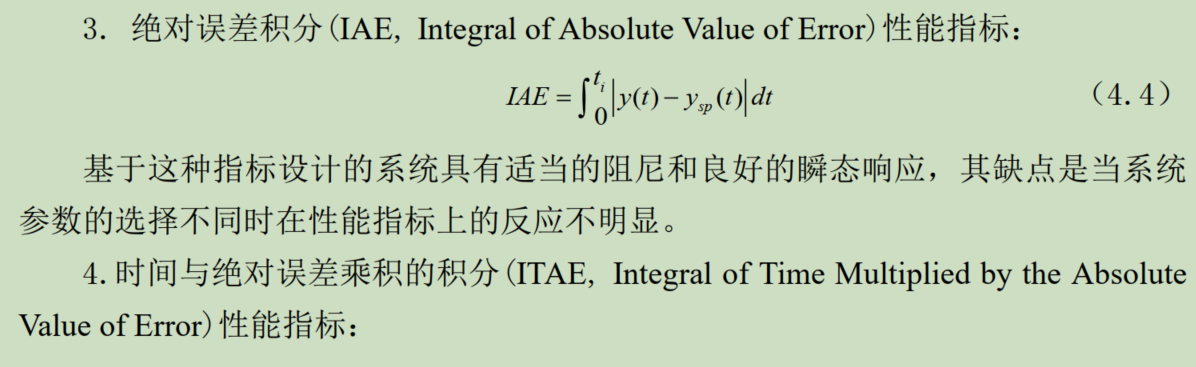 3. 绝对误差积分(IAE, Integral of Absolute Value of Error)性能指标：
IAE = ∫₀^{t_i} |y(t) − y_{sp}(t)| dt （4.4）
基于这种指标设计的系统具有适当的阻尼和良好的瞬态响应，其缺点是当系统
参数的选择不同时在性能指标上的反应不明显。
4.时间与绝对误差乘积的积分(ITAE, Integral of Time Multiplied by the Absolute
Value of Error)性能指标：